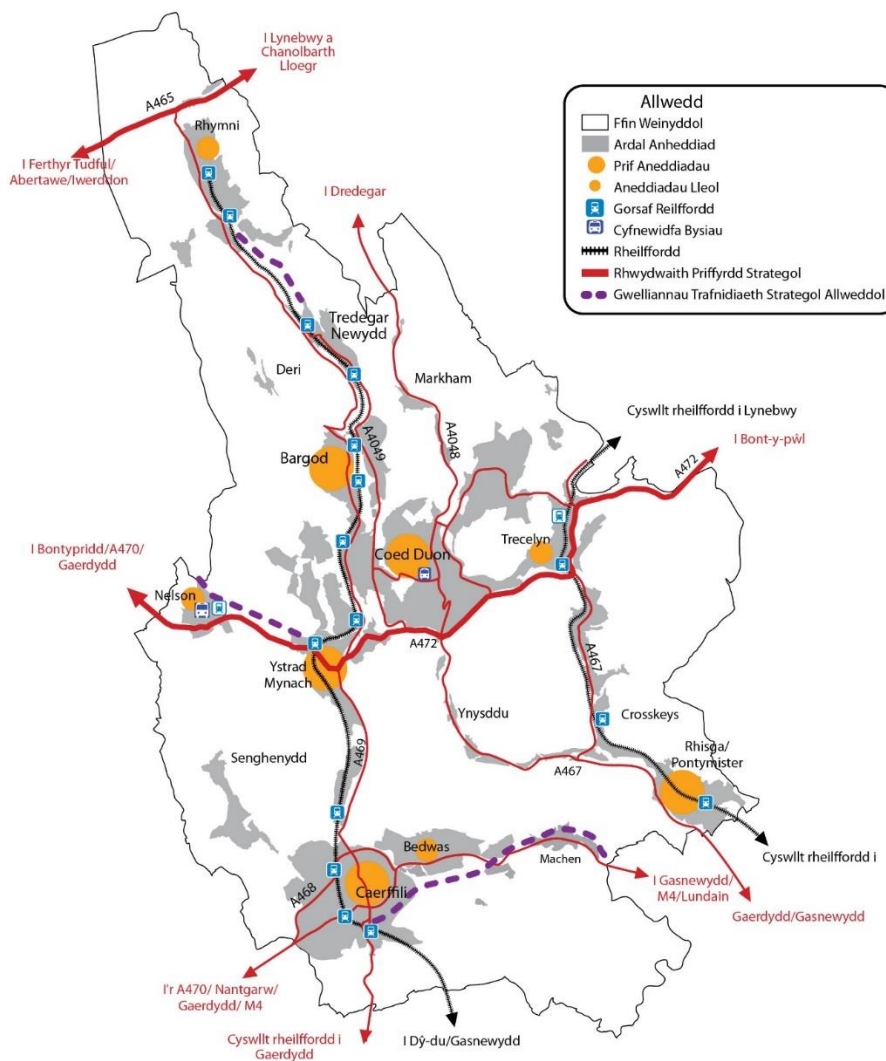 I Lynebwy a
Chanolbarth
Lloegr
A465
Rhymni
I Ferthyr Tudful/
Abertawe/Iwerddon
I Dredegar
Allwedd
Ffin Weinyddol
Ardal Anheddiad
Prif Aneddiadau
Aneddiadau Lleol
Gorsaf Reilffordd
Cyfnewidfa Bysiau
Rheilffordd
Rhwydwaith Priffyrdd Strategol
Gwelliannau Trafnidiaeth Strategol Allweddol
Tredegar
Newydd
Deri
Markham
Cyswllt rheilffordd i Lynebwy
I Bont-y-pŵl
A472
A4049
A4048
Bargod
Coed Duon
Trecelyn
I Bontypridd/A470/
Gaerdydd
Nelson
A472
Ystrad
Mynach
A467
Ynysddu
Crosskeys
Senghenydd
A469
A467
Rhisga/
Pontymister
Bedwas
Machen
Cyswllt rheilffordd i
I Gasnewydd/
M4/Lundain
Caerffili
A468
Gaerdydd/Gasnewydd
I'r A470/ Nantgarw/
Gaerdydd/ M4
Cyswllt rheilffordd i
Gaerdydd
I Dŷ-du/Gasnewydd